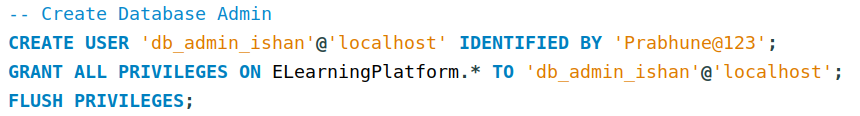 -- Create Database Admin
CREATE USER 'db_admin_ishan'@'localhost' IDENTIFIED BY 'Prabhune@123';
GRANT ALL PRIVILEGES ON ELearningPlatform.* TO 'db_admin_ishan'@'localhost';
FLUSH PRIVILEGES;